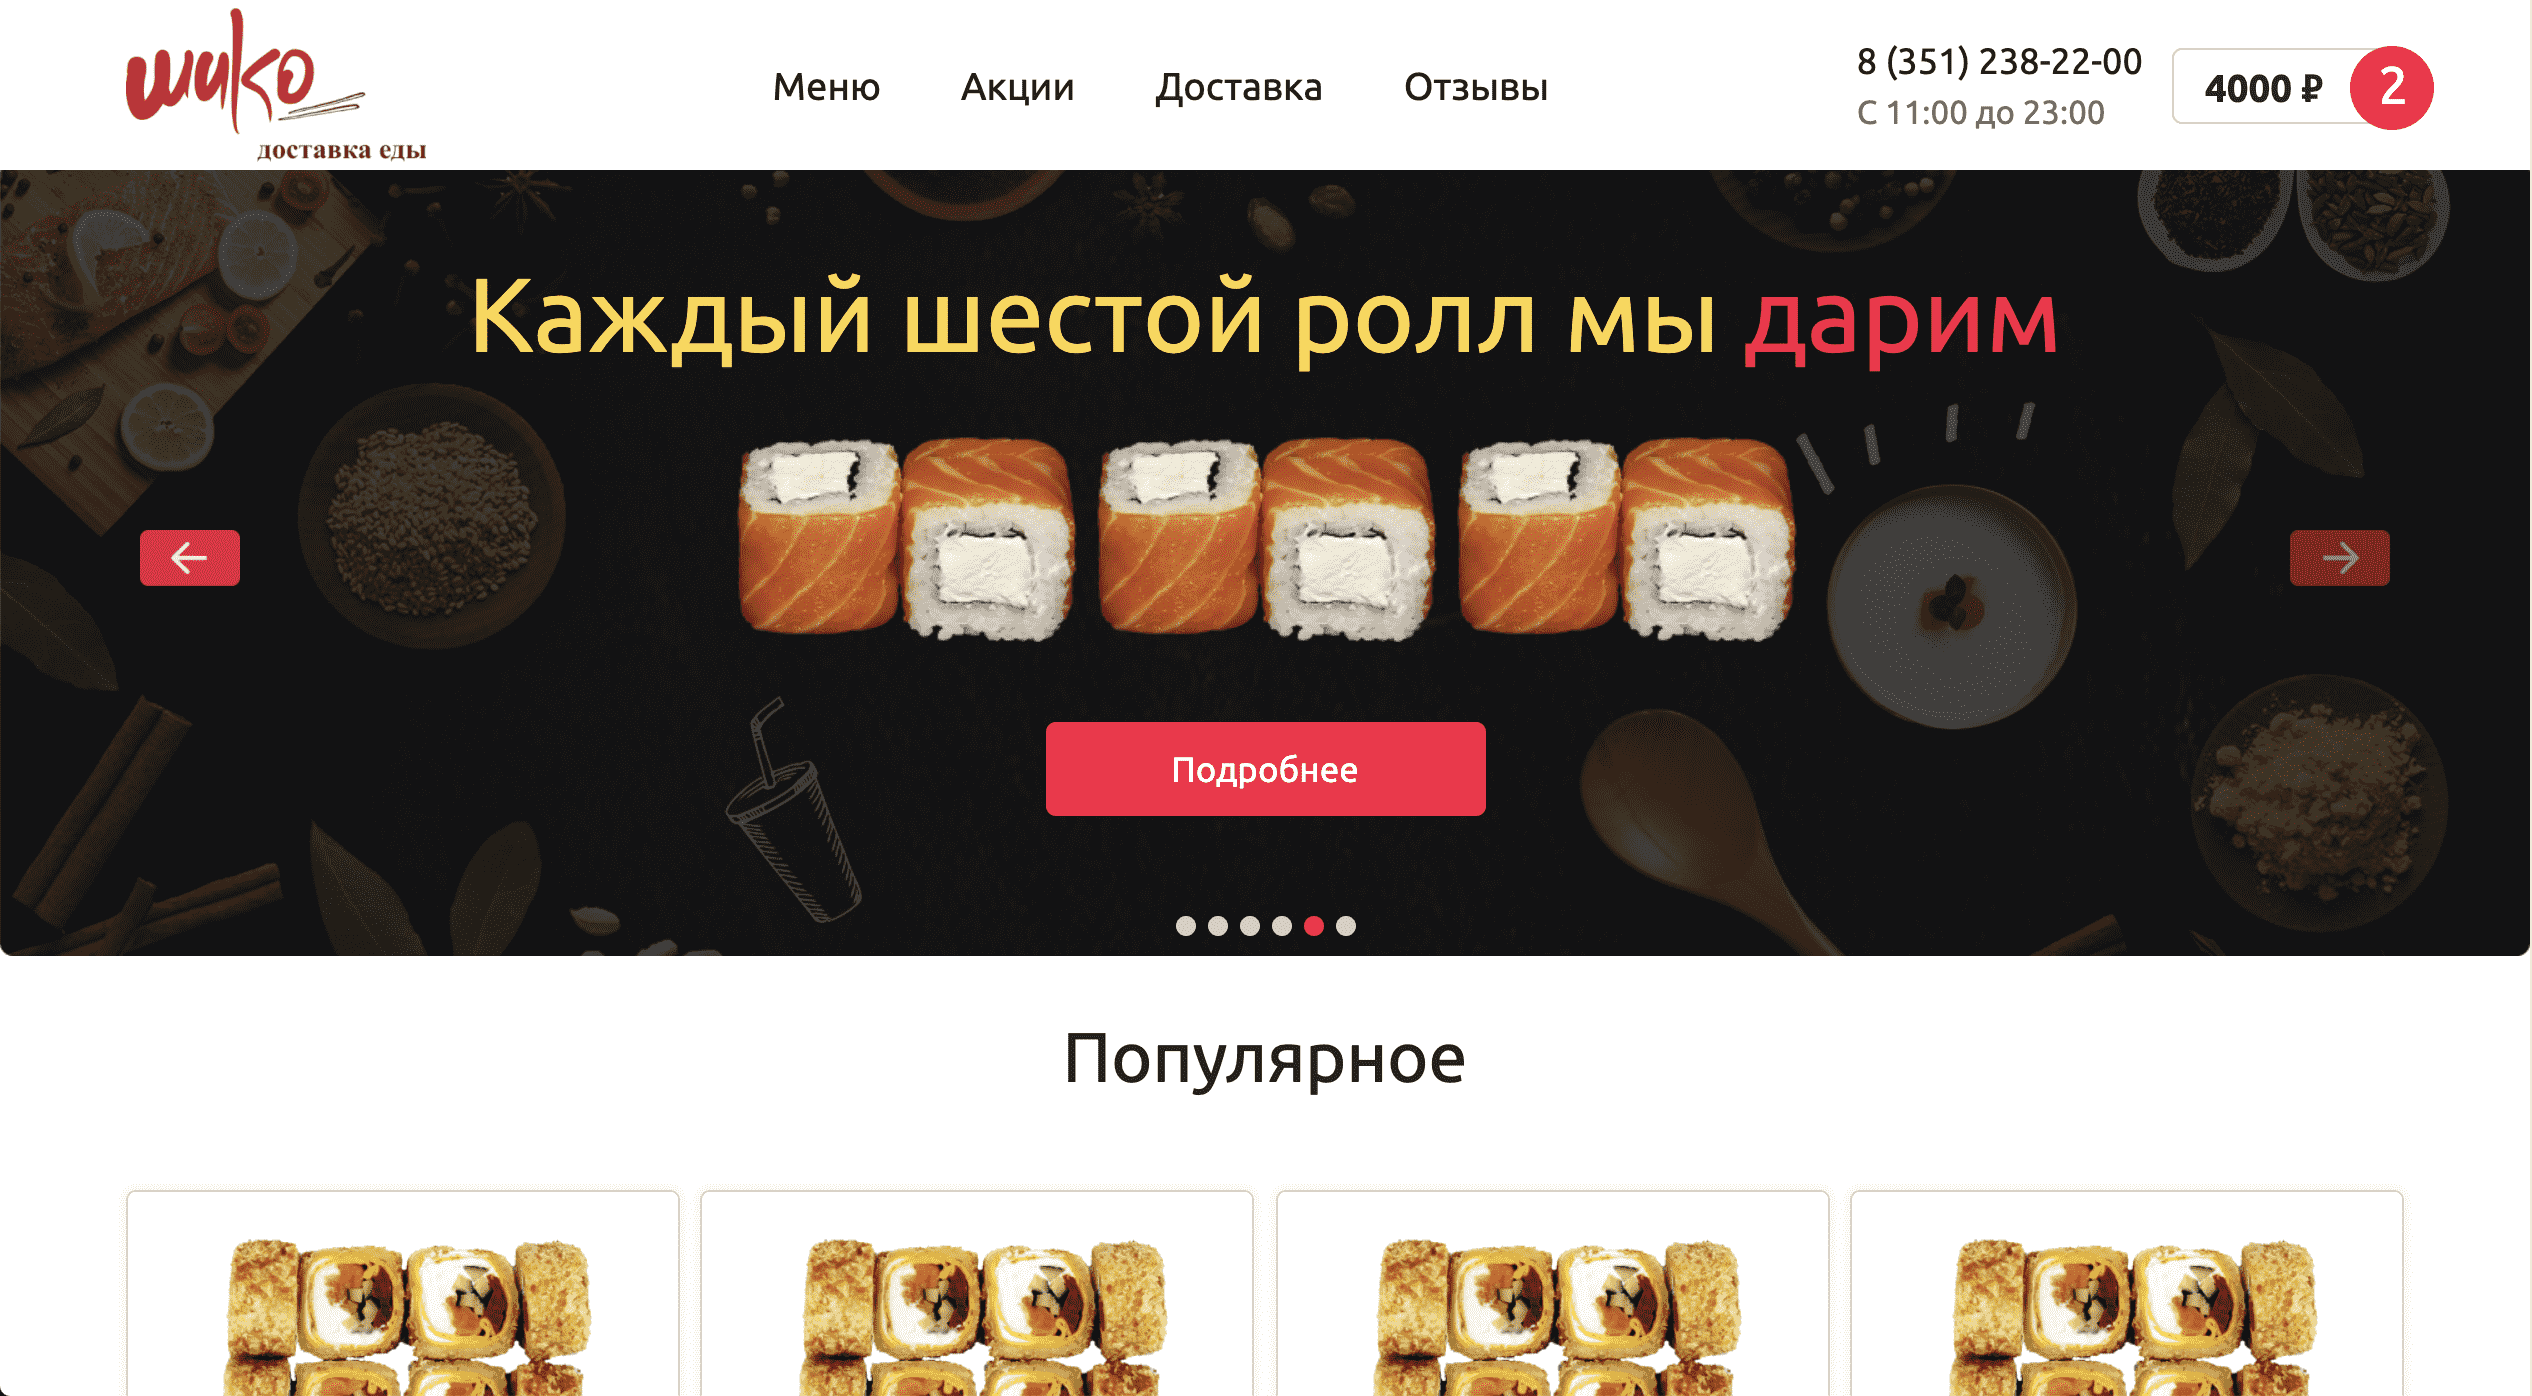 шико
доставка еды
Меню Акции Доставка Отзывы
8 (351) 238-22-00
С 11:00 до 23:00
4000 ₽ 2
Каждый шестой ролл мы дарим
Подробнее
Популярное